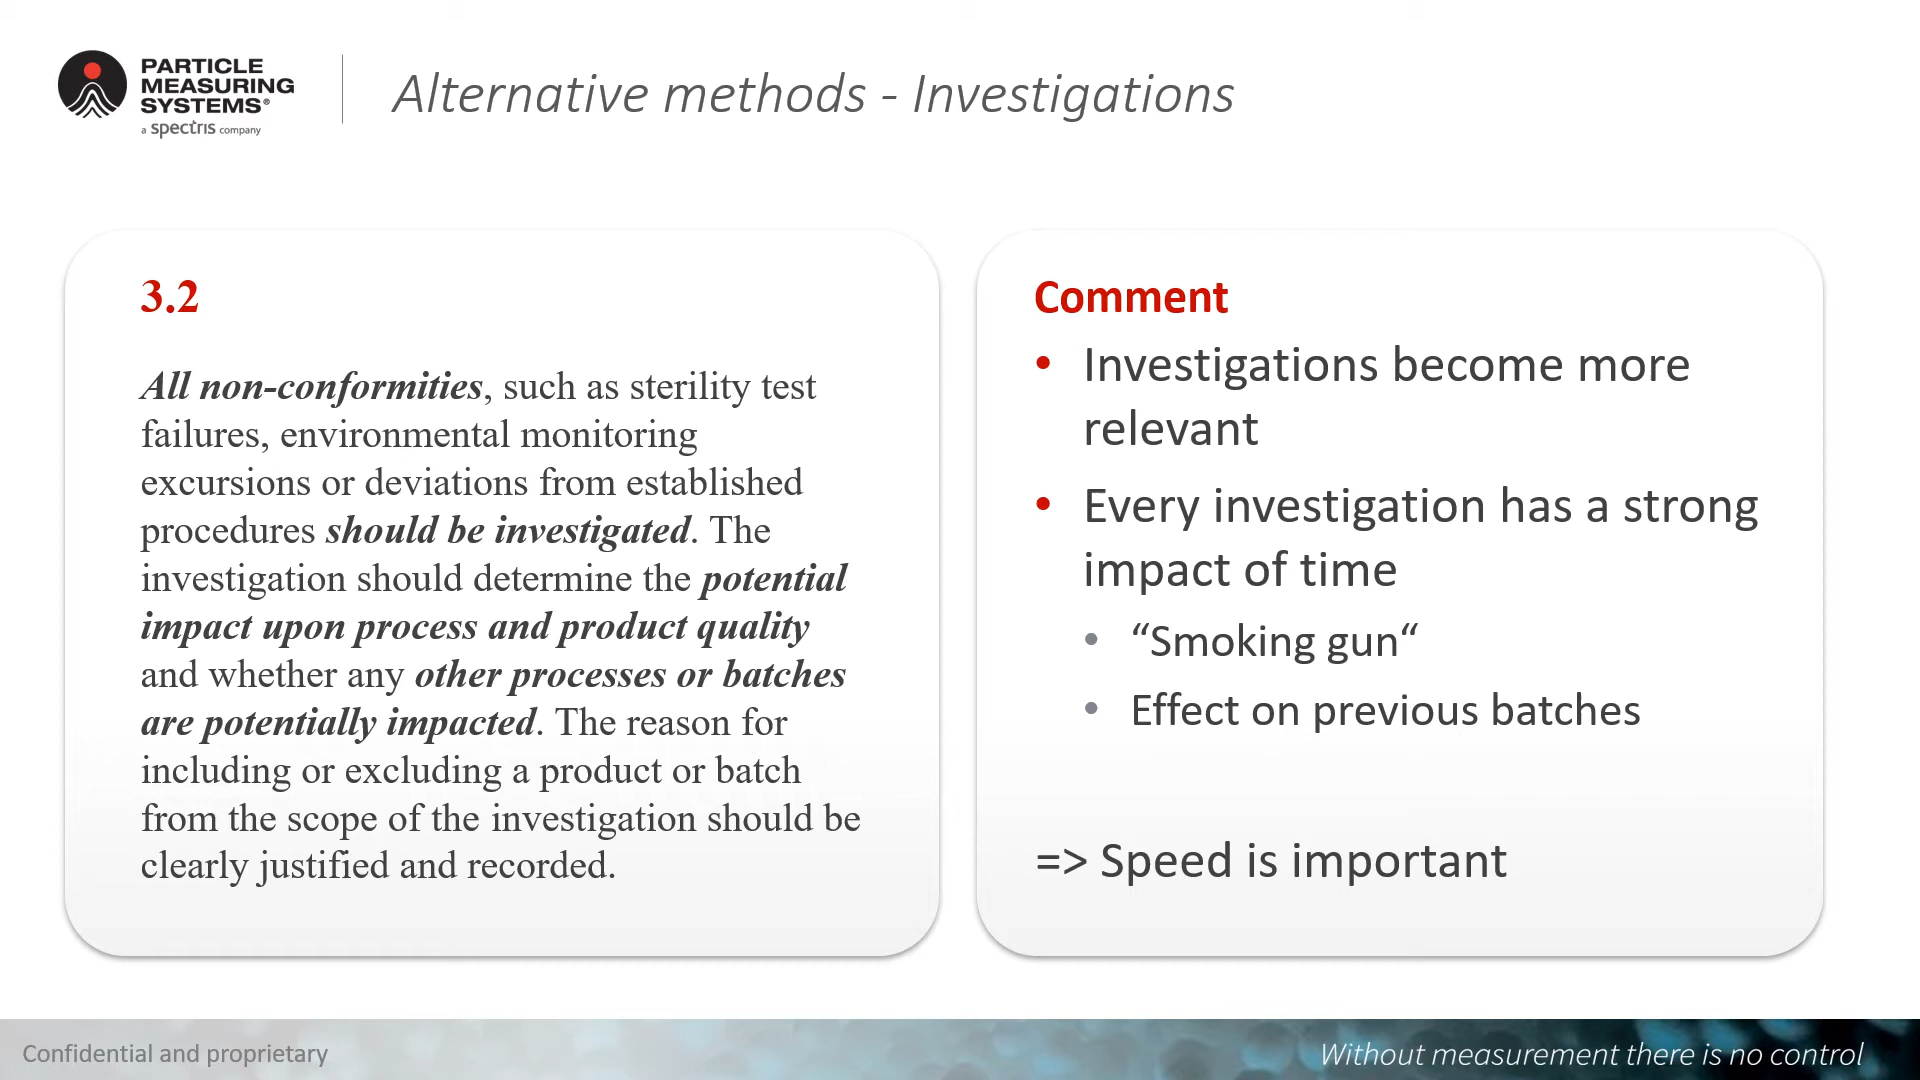 PARTICLE
MEASURING
SYSTEMS®
a spectris company
Alternative methods - Investigations
3.2
All non-conformities, such as sterility test
failures, environmental monitoring
excursions or deviations from established
procedures should be investigated. The
investigation should determine the potential
impact upon process and product quality
and whether any other processes or batches
are potentially impacted. The reason for
including or excluding a product or batch
from the scope of the investigation should be
clearly justified and recorded.
Comment
• Investigations become more
relevant
• Every investigation has a strong
impact of time
• “Smoking gun“
• Effect on previous batches
=> Speed is important
Confidential and proprietary
Without measurement there is no control